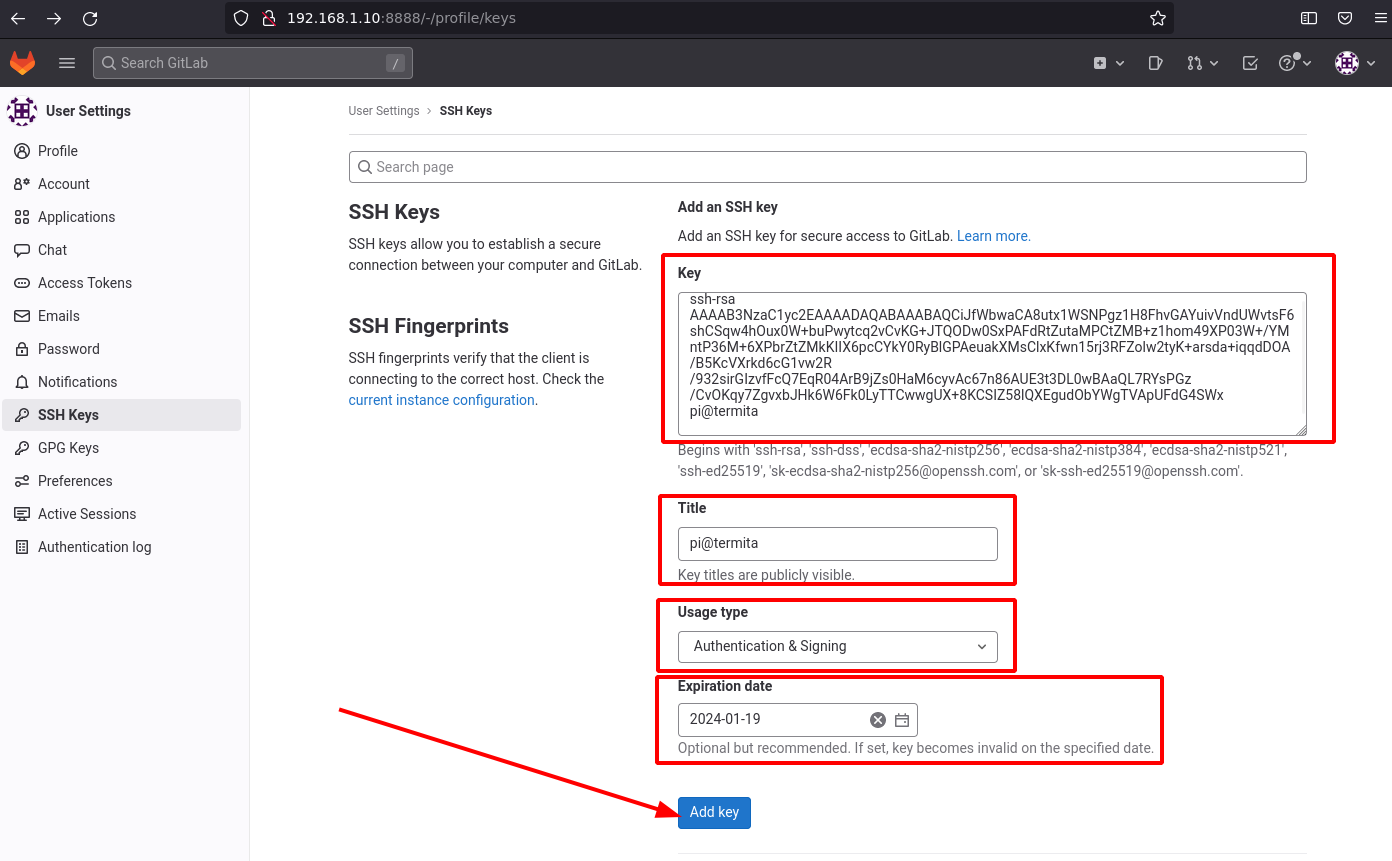 192.168.1.10:8888/-/profile/keys
Search GitLab
/
User Settings
Profile
Account
Applications
Chat
Access Tokens
Emails
Password
Notifications
SSH Keys
GPG Keys
Preferences
Active Sessions
Authentication log
User Settings › SSH Keys
Search page
SSH Keys
SSH keys allow you to establish a secure
connection between your computer and GitLab.
SSH Fingerprints
SSH fingerprints verify that the client is
connecting to the correct host. Check the
current instance configuration.
Add an SSH key
Add an SSH key for secure access to GitLab. Learn more.
Key
ssh-rsa
AAAAB3NzaC1yc2EAAAADAQABAAABAQCiJfWbwaCA8utx1WSNPgz1H8FhvGAYuivVndUWvtsF6
shCSqw4hOux0W+buPwytcq2vCvKG+JTQODw0SxPAFdRtZutaMPCtZMB+z1hom49XP03W+/YM
ntP36M+6XPbrZtZMkKIIX6pcCYkY0RyBlGPAeuakXMsClxKfwn15rj3RFZolw2tyK+arsda+iqqdDOA
/B5KcVXrkd6cG1vw2R
/932sirGIzvfFcQ7EqR04ArB9jZs0HaM6cyvAc67n86AUE3t3DL0wBAaQL7RYsPGz
/CvOKqy7ZgvxbJHk6W6Fk0LyTTCwwgUX+8KCSIZ58lQXEgudObYWgTVApUFdG4SWx
pi@termita
Begins with 'ssh-rsa', 'ssh-dss', 'ecdsa-sha2-nistp256', 'ecdsa-sha2-nistp384', 'ecdsa-sha2-nistp521',
'ssh-ed25519', 'sk-ecdsa-sha2-nistp256@openssh.com', or 'sk-ssh-ed25519@openssh.com'.
Title
pi@termita
Key titles are publicly visible.
Usage type
Authentication & Signing
Expiration date
2024-01-19
Optional but recommended. If set, key becomes invalid on the specified date.
Add key